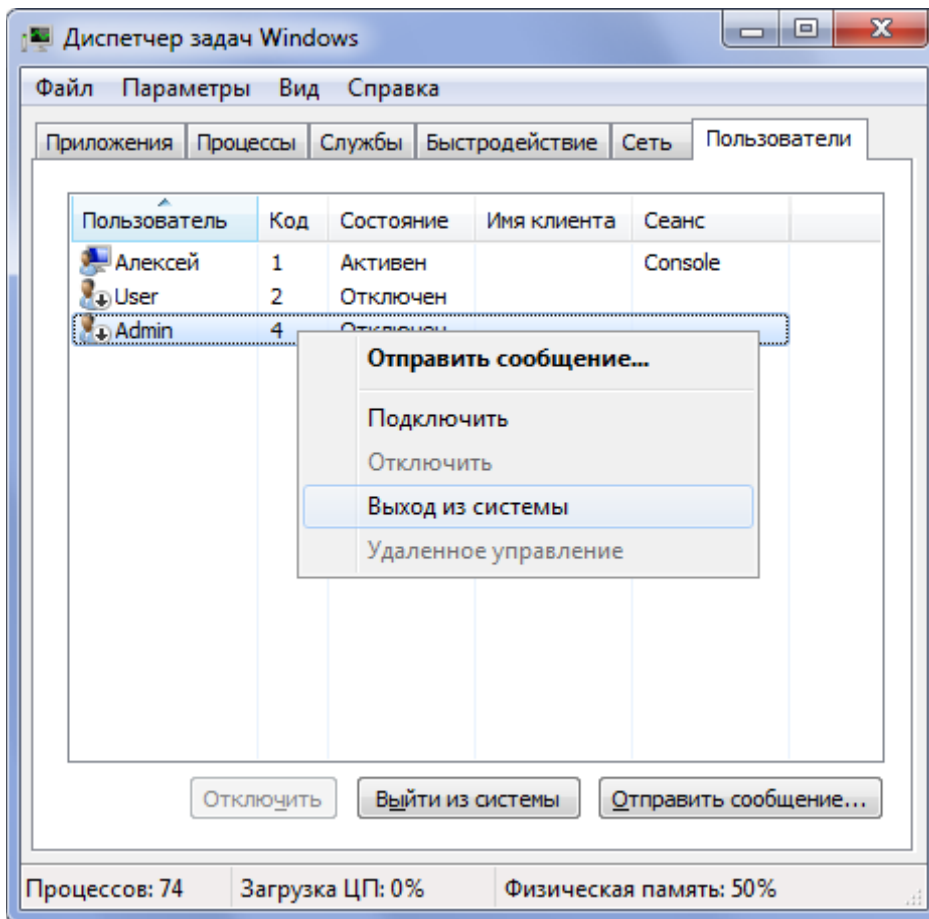 Диспетчер задач Windows
Файл Параметры Вид Справка
Приложения Процессы Службы Быстродействие Сеть Пользователи
Пользователь Код Состояние Имя клиента Сеанс
Алексей 1 Активен Console
User 2 Отключен
Admin 4 Отключен
Отправить сообщение...
Подключить
Отключить
Выход из системы
Удаленное управление
Отключить Выйти из системы Отправить сообщение...
Процессов: 74 Загрузка ЦП: 0% Физическая память: 50%